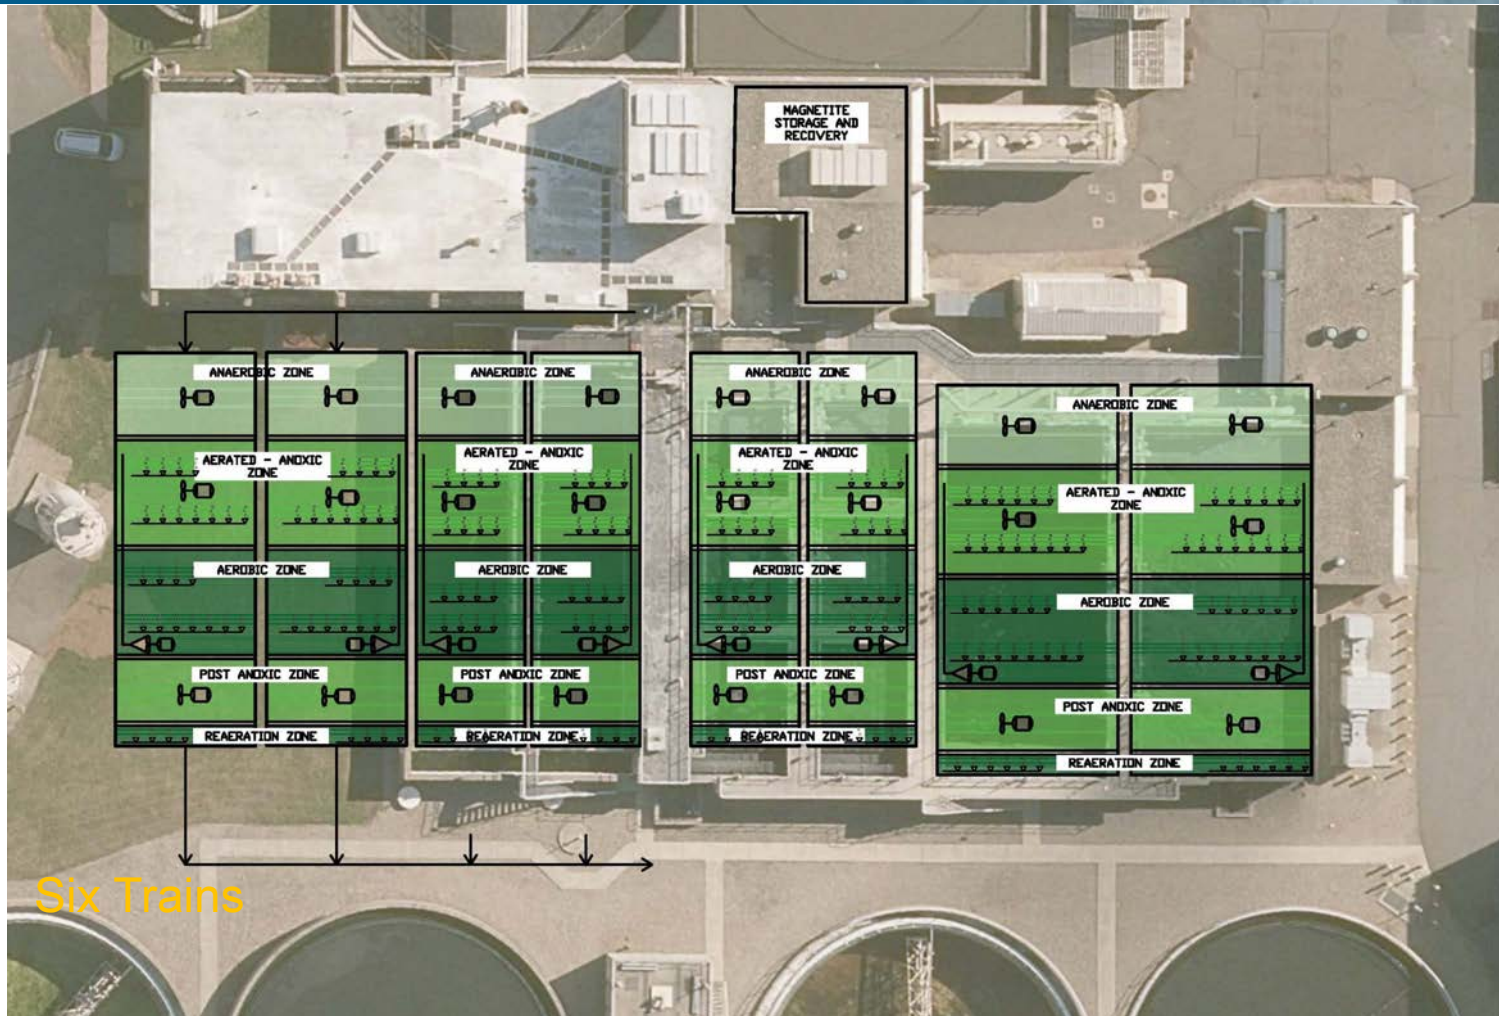 MAGNETITE
STORAGE AND
RECOVERY
ANAEROBIC ZONE
ANAEROBIC ZONE
ANAEROBIC ZONE
ANAEROBIC ZONE
AERATED - ANOXIC
ZONE
AERATED - ANOXIC
ZONE
AERATED - ANOXIC
ZONE
AERATED - ANOXIC
ZONE
AEROBIC ZONE
AEROBIC ZONE
AEROBIC ZONE
AEROBIC ZONE
POST ANOXIC ZONE
POST ANOXIC ZONE
POST ANOXIC ZONE
POST ANOXIC ZONE
REAERATION ZONE
REAERATION ZONE
REAERATION ZONE
REAERATION ZONE
Six Trains